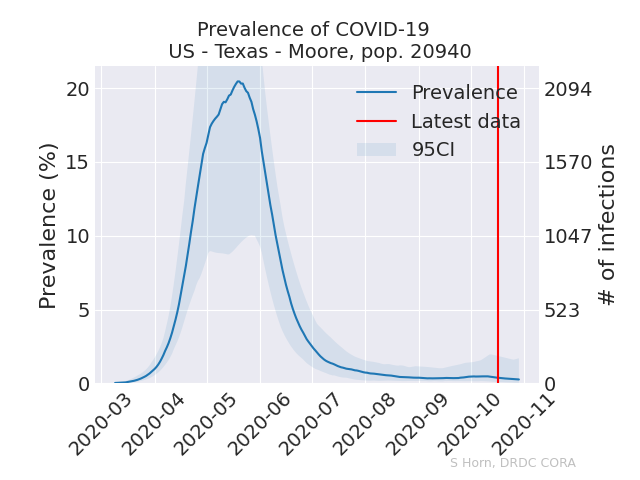 Prevalence of COVID-19
US - Texas - Moore, pop. 20940
Prevalence (%)
20
15
10
5
0
Prevalence
Latest data
95CI
2094
1570
1047
523
0
# of infections
2020-03
2020-04
2020-05
2020-06
2020-07
2020-08
2020-09
2020-10
2020-11
S Horn, DRDC CORA